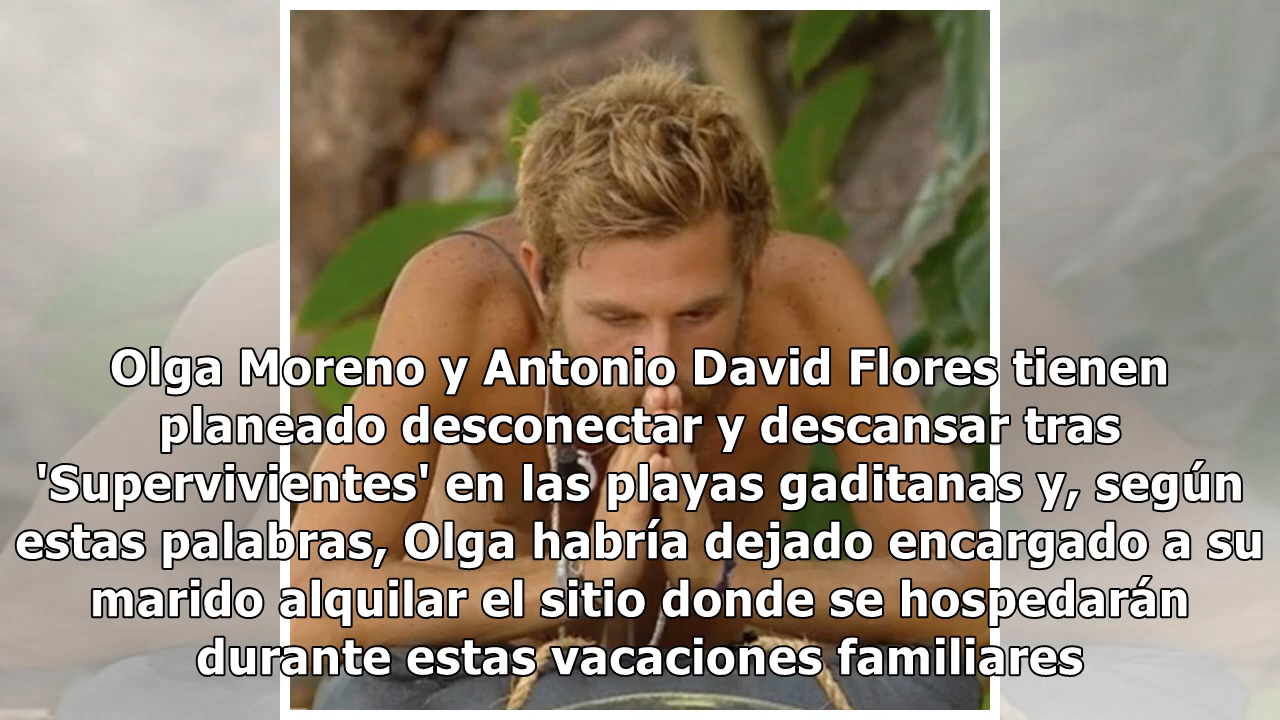 Olga Moreno y Antonio David Flores tienen
planeado desconectar y descansar tras
'Supervivientes' en las playas gaditanas y, según
estas palabras, Olga habría dejado encargado a su
marido alquilar el sitio donde se hospedarán
durante estas vacaciones familiares